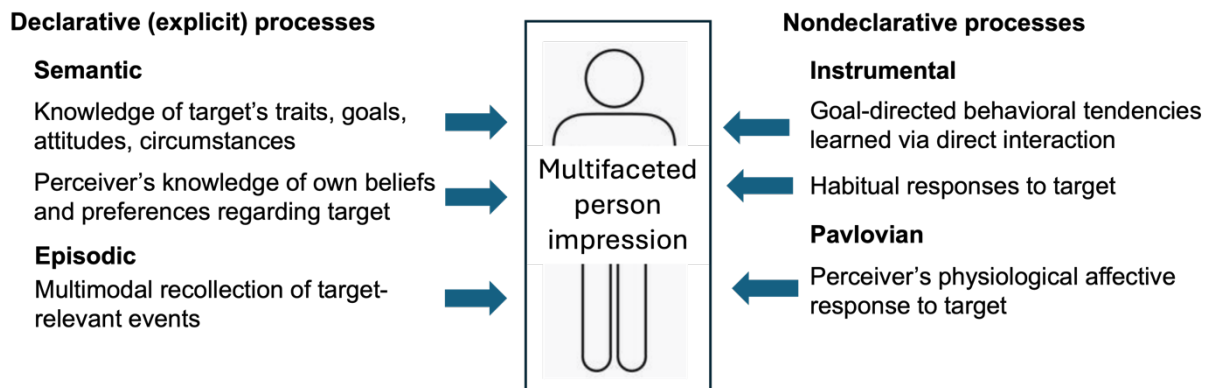 Declarative (explicit) processes
Semantic
Knowledge of target's traits, goals,
attitudes, circumstances
Perceiver's knowledge of own beliefs
and preferences regarding target
Episodic
Multimodal recollection of target-
relevant events
Multifaceted
person
impression
Nondeclarative processes
Instrumental
Goal-directed behavioral tendencies
learned via direct interaction
Habitual responses to target
Pavlovian
Perceiver's physiological affective
response to target